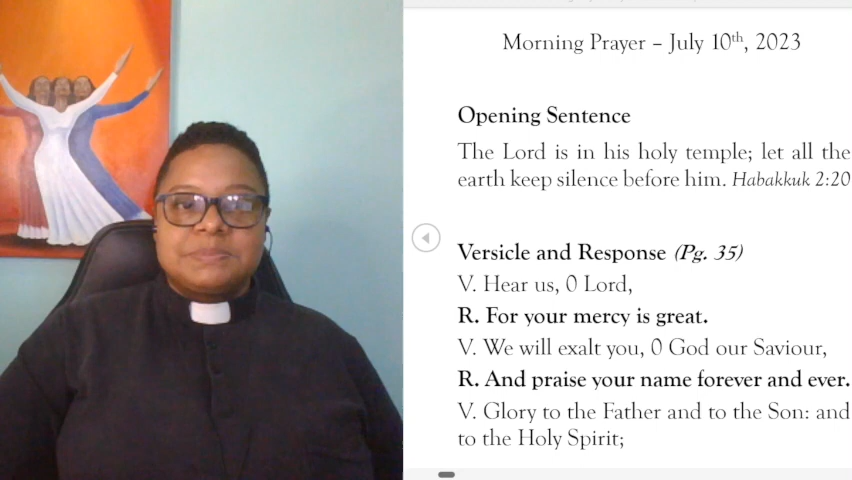 Morning Prayer – July 10th, 2023
Opening Sentence
The Lord is in his holy temple; let all the
earth keep silence before him. Habakkuk 2:20
Versicle and Response (Pg. 35)
V. Hear us, 0 Lord,
R. For your mercy is great.
V. We will exalt you, 0 God our Saviour,
R. And praise your name forever and ever.
V. Glory to the Father and to the Son: and
to the Holy Spirit;